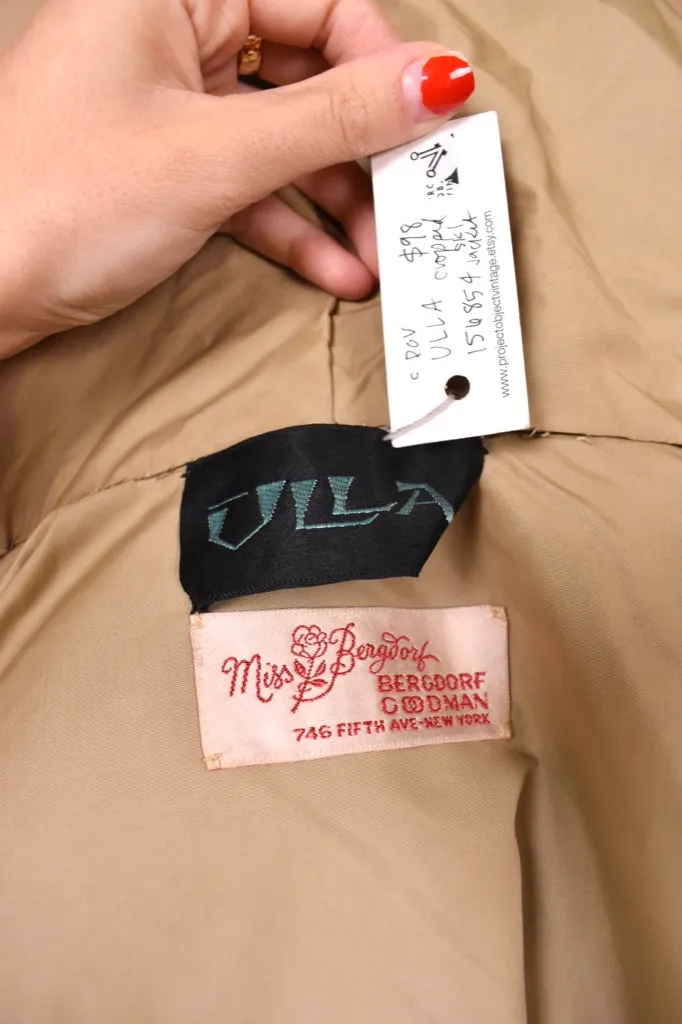 $98
C POV
ULLA cropped
ski
156854 Jacket
www.projectobjectvintage.etsy.com
ULLA
Miss Bergdorf
BERGDORF
GOODMAN
746 FIFTH AVE-NEW YORK